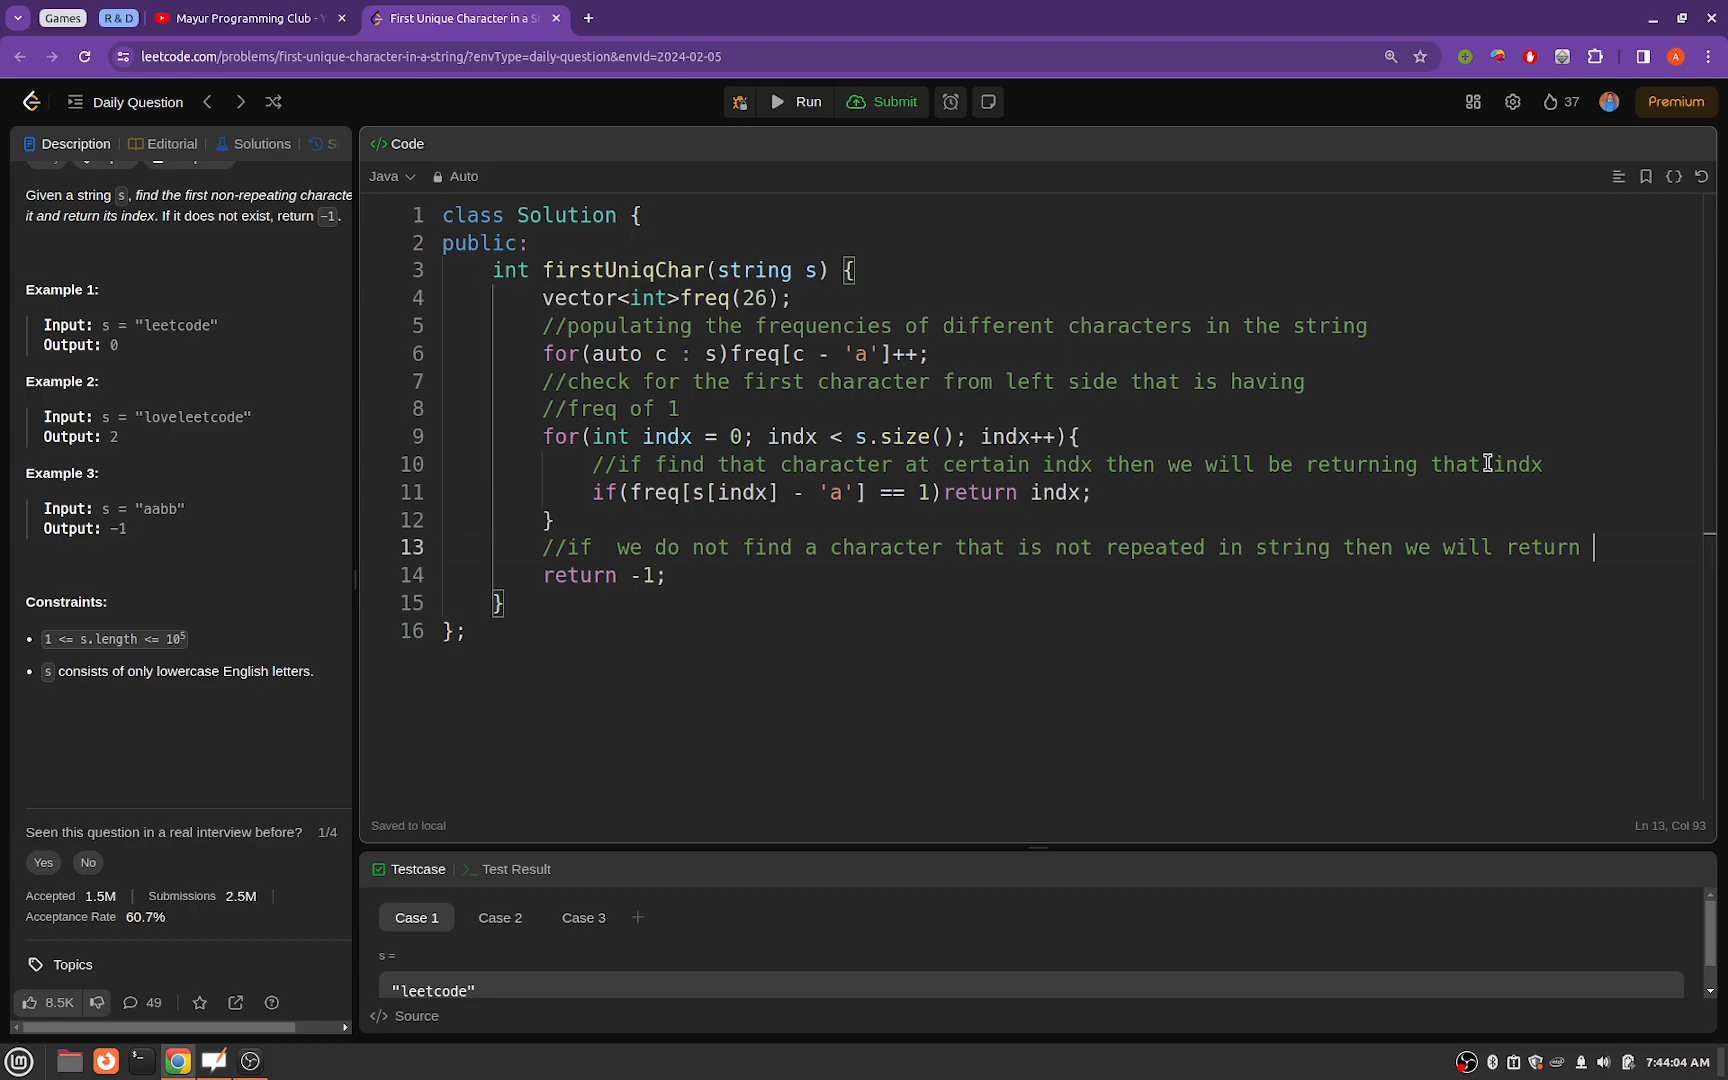 Games
R & D
Mayur Programming Club - Y
First Unique Character in a S
leetcode.com/problems/first-unique-character-in-a-string/?envType=daily-question&envId=2024-02-05
A
Daily Question
Run
Submit
37
Premium
Description
Editorial
Solutions
S
Code
Java
Auto
Given a string s, find the first non-repeating characte
it and return its index. If it does not exist, return -1.
Example 1:
Input: s = "leetcode"
Output: 0
Example 2:
Input: s = "loveleetcode"
Output: 2
Example 3:
Input: s = "aabb"
Output: -1
Constraints:
1 <= s.length <= 10⁵
s consists of only lowercase English letters.
Seen this question in a real interview before? 1/4
Yes
No
Accepted 1.5M
Submissions 2.5M
Acceptance Rate 60.7%
Topics
8.5K
49
1 class Solution {
2 public:
3 int firstUniqChar(string s) {
4 vector<int>freq(26);
5 //populating the frequencies of different characters in the string
6 for(auto c : s)freq[c - 'a']++;
7 //check for the first character from left side that is having
8 //freq of 1
9 for(int indx = 0; indx < s.size(); indx++){
10 //if find that character at certain indx then we will be returning that indx
11 if(freq[s[indx] - 'a'] == 1)return indx;
12 }
13 //if  we do not find a character that is not repeated in string then we will return
14 return -1;
15 }
16 };
Saved to local
Ln 13, Col 93
Testcase
Test Result
Case 1
Case 2
Case 3
s =
"leetcode"
Source
7:44:04 AM